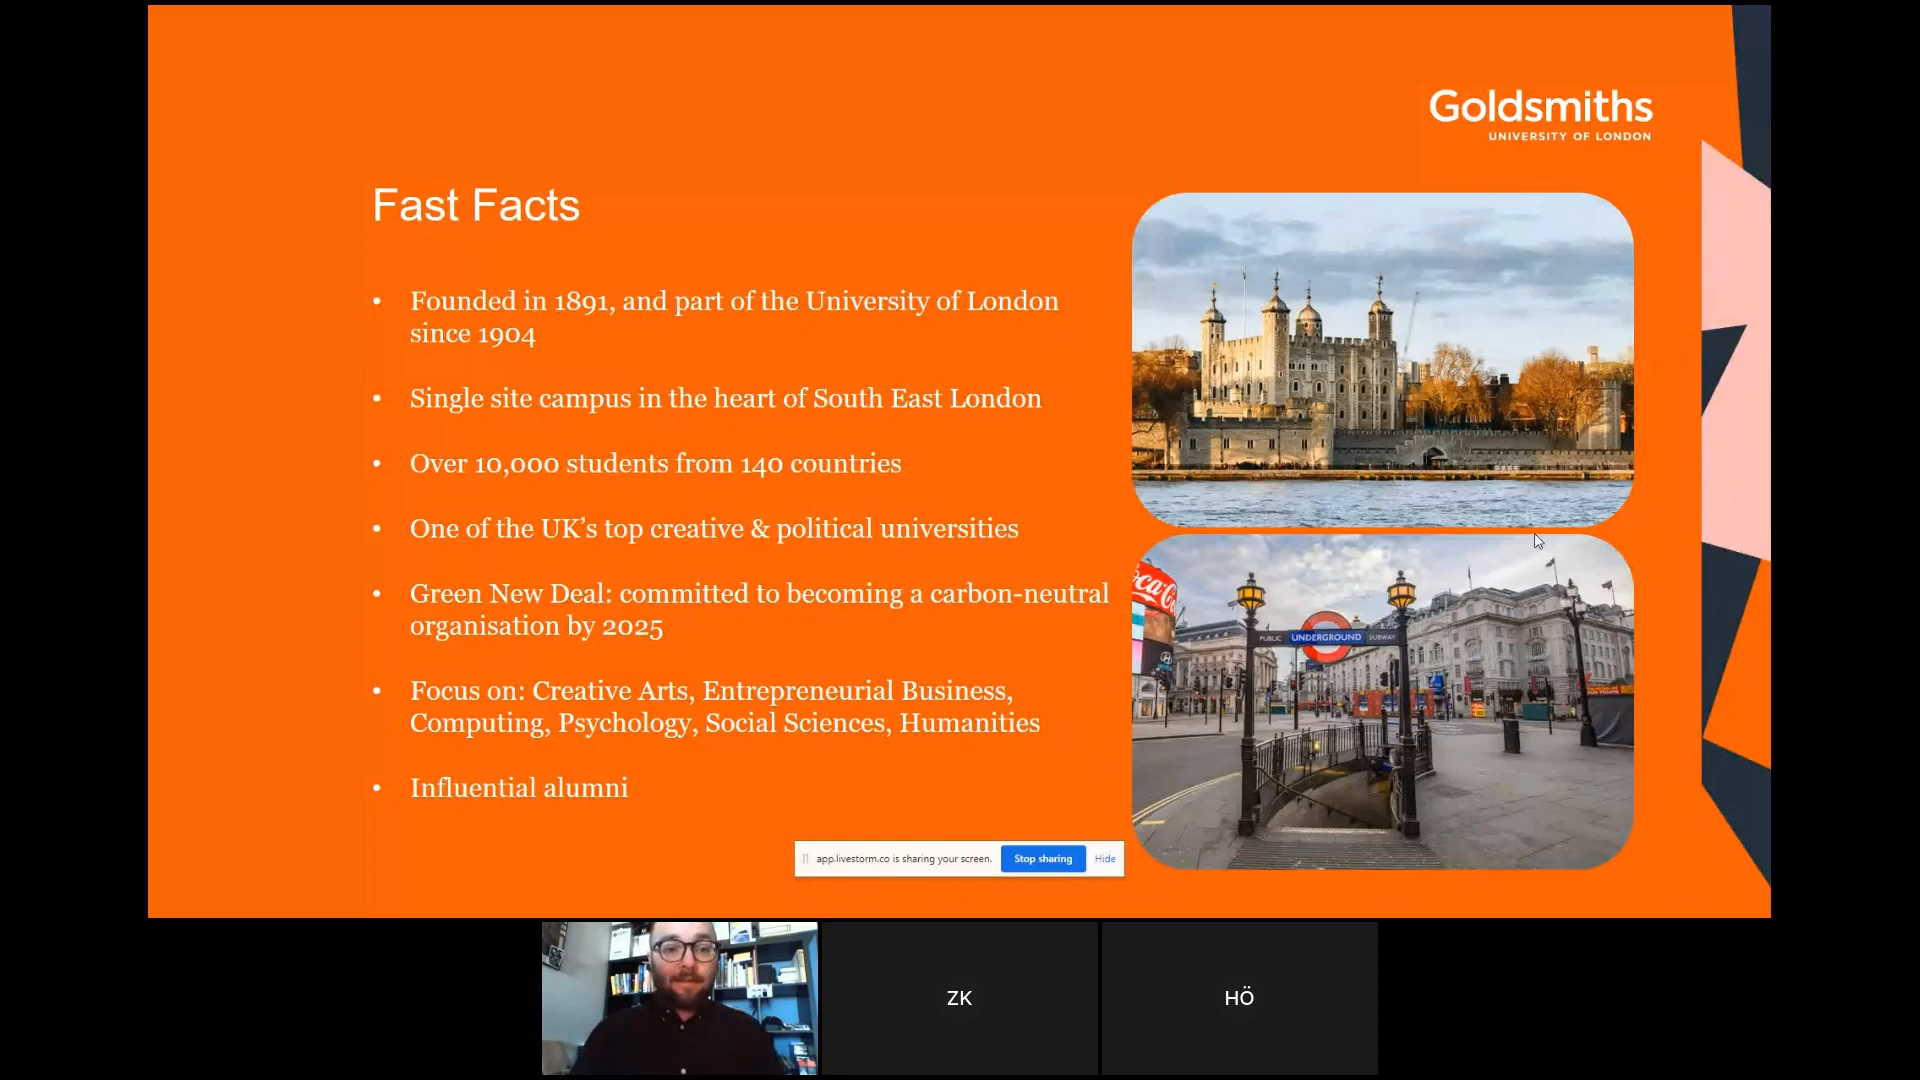 Goldsmiths
UNIVERSITY OF LONDON
Fast Facts
• Founded in 1891, and part of the University of London
since 1904
• Single site campus in the heart of South East London
• Over 10,000 students from 140 countries
• One of the UK’s top creative & political universities
• Green New Deal: committed to becoming a carbon-neutral
organisation by 2025
• Focus on: Creative Arts, Entrepreneurial Business,
Computing, Psychology, Social Sciences, Humanities
• Influential alumni
PUBLIC UNDERGROUND SUBWAY
app.livestorm.co is sharing your screen. Stop sharing Hide
ZK
HÖ